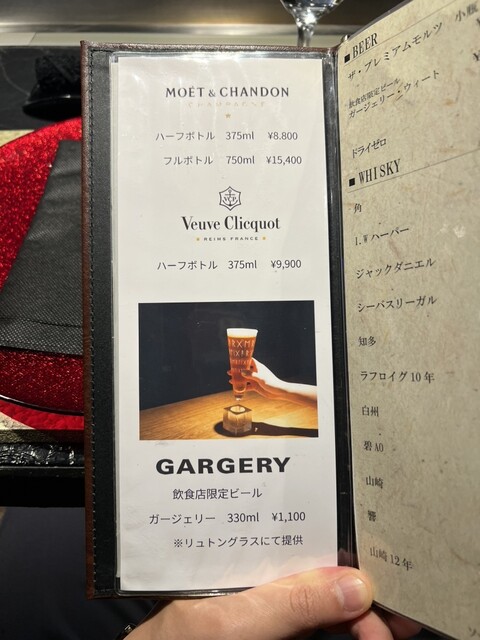 MOËT & CHANDON
CHAMPAGNE
ハーフボトル 375ml ¥8.800
フルボトル 750ml ¥15,400
Veuve Clicquot
REIMS FRANCE
ハーフボトル 375ml ¥9,900
GARGERY
飲食店限定ビール
ガージェリー 330ml ¥1,100
※リュトングラスにて提供
■ BEER
ザ・プレミアムモルツ 小瓶
飲食店限定ビール
ガージェリー・ウィート
ドライゼロ
■ WHISKY
角
I.W ハーパー
ジャックダニエル
シーバスリーガル
知多
ラフロイグ 10 年
白州
碧 AO
山崎
響
山崎 12 年